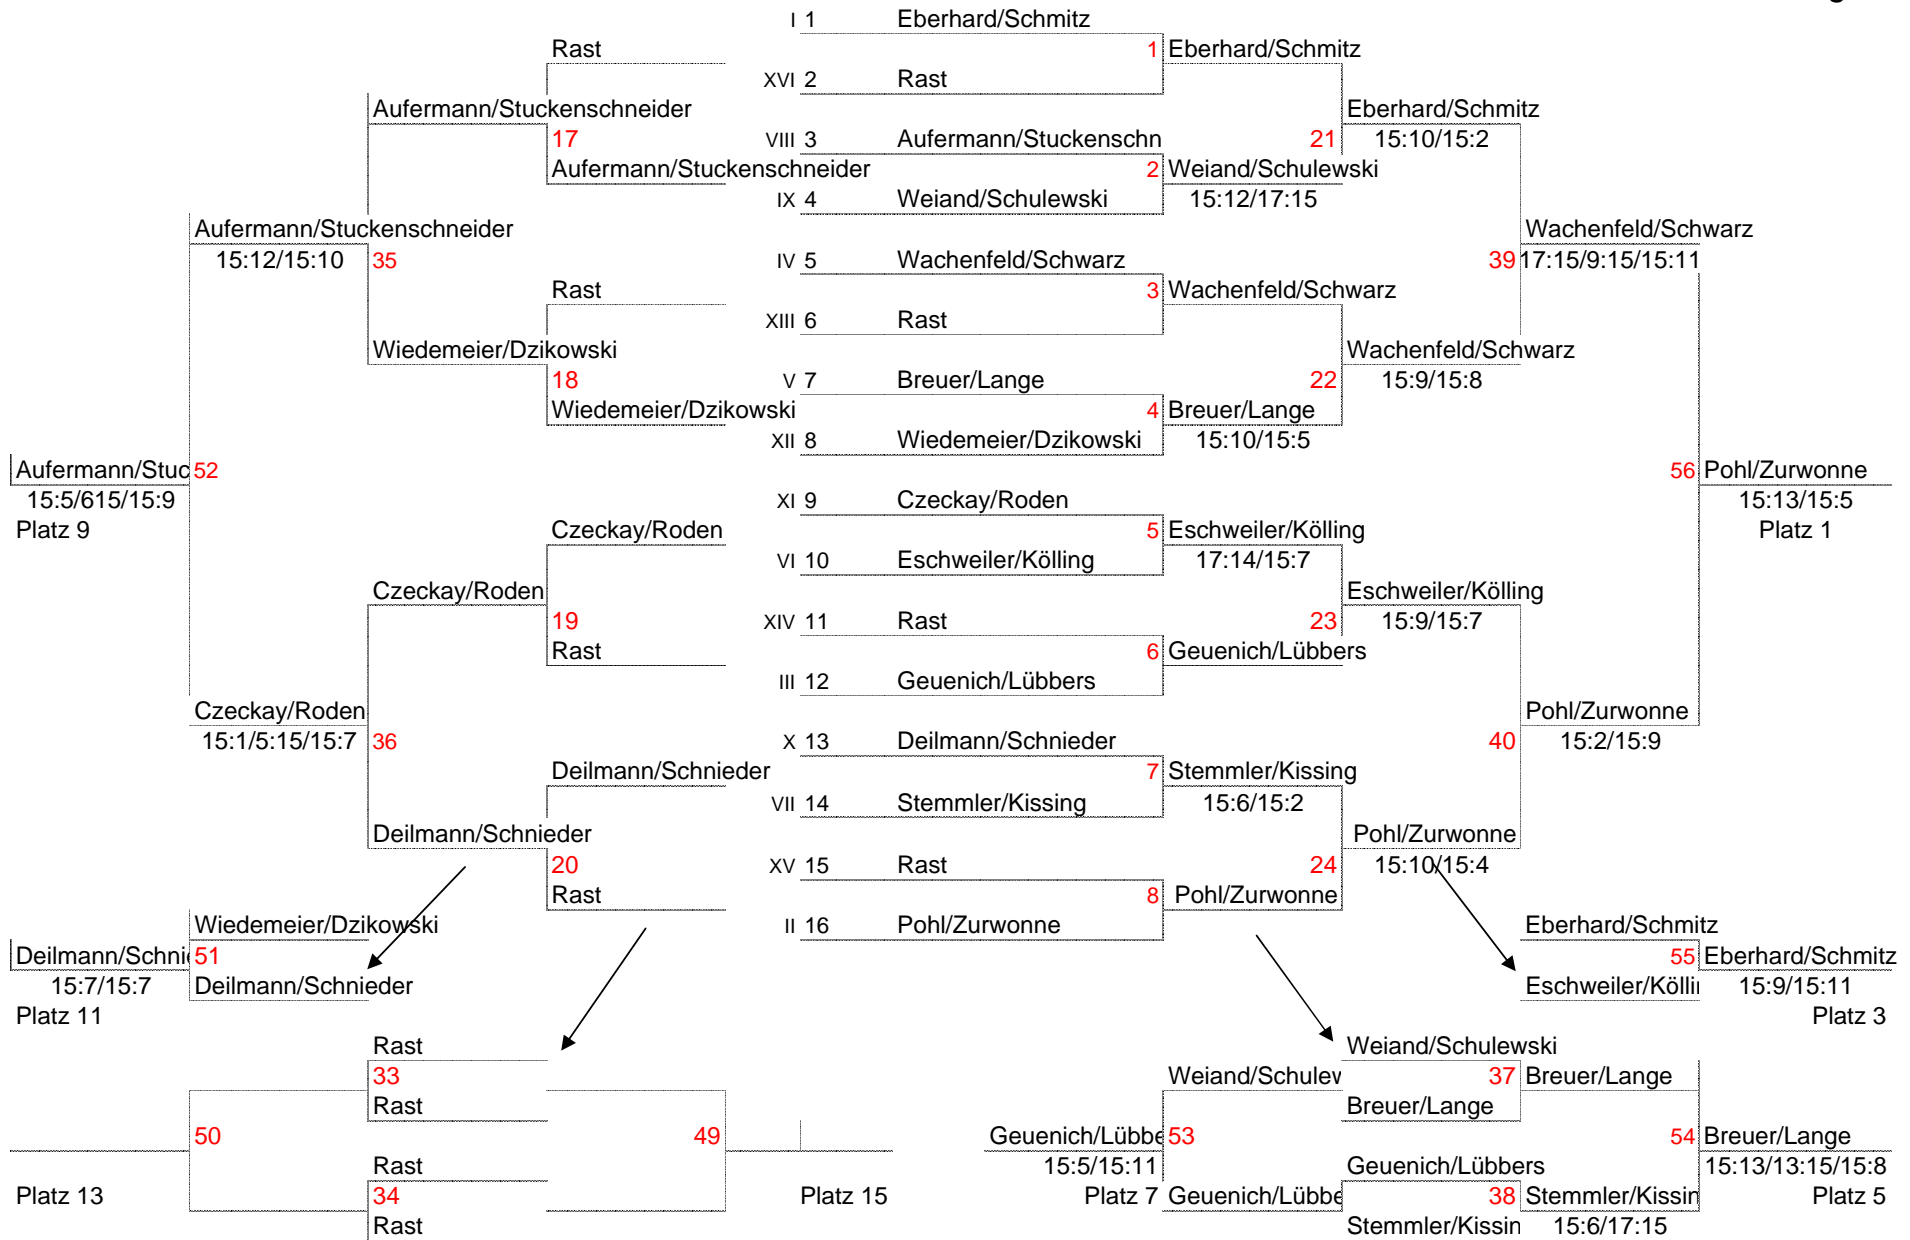 I 1 Eberhard/Schmitz
Rast 1 Eberhard/Schmitz
XVI 2 Rast
Aufermann/Stuckenschneider Eberhard/Schmitz
17 VIII 3 Aufermann/Stuckenschn 21 15:10/15:2
Aufermann/Stuckenschneider 2 Weiand/Schulewski
IX 4 Weiand/Schulewski 15:12/17:15
Aufermann/Stuckenschneider Wachenfeld/Schwarz
15:12/15:10 35 IV 5 Wachenfeld/Schwarz 39 17:15/9:15/15:11
Rast 3 Wachenfeld/Schwarz
XIII 6 Rast
Wiedemeier/Dzikowski Wachenfeld/Schwarz
18 V 7 Breuer/Lange 22 15:9/15:8
Wiedemeier/Dzikowski 4 Breuer/Lange
XII 8 Wiedemeier/Dzikowski 15:10/15:5
Aufermann/Stuc 52 56 Pohl/Zurwonne
15:5/615/15:9 XI 9 Czeckay/Roden 15:13/15:5
Platz 9 Czeckay/Roden 5 Eschweiler/Kölling Platz 1
VI 10 Eschweiler/Kölling 17:14/15:7
Czeckay/Roden Eschweiler/Kölling
19 XIV 11 Rast 23 15:9/15:7
Rast 6 Geuenich/Lübbers
III 12 Geuenich/Lübbers
Czeckay/Roden Pohl/Zurwonne
15:1/5:15/15:7 36 X 13 Deilmann/Schnieder 40 15:2/15:9
Deilmann/Schnieder 7 Stemmler/Kissing
VII 14 Stemmler/Kissing 15:6/15:2
Deilmann/Schnieder Pohl/Zurwonne
20 XV 15 Rast 24 15:10/15:4
Rast 8 Pohl/Zurwonne
Wiedemeier/Dzikowski II 16 Pohl/Zurwonne Eberhard/Schmitz
Deilmann/Schnie 51 55 Eberhard/Schmitz
15:7/15:7 Deilmann/Schnieder Eschweiler/Köllin 15:9/15:11
Platz 11 Platz 3
Rast Weiand/Schulewski
33 Weiand/Schulew 37 Breuer/Lange
Rast Breuer/Lange
50 49 Geuenich/Lübbe 53 54 Breuer/Lange
Rast 15:5/15:11 Geuenich/Lübbers 15:13/13:15/15:8
Platz 13 34 Platz 15 Platz 7 Geuenich/Lübbe 38 Stemmler/Kissin Platz 5
Rast Stemmler/Kissin 15:6/17:15